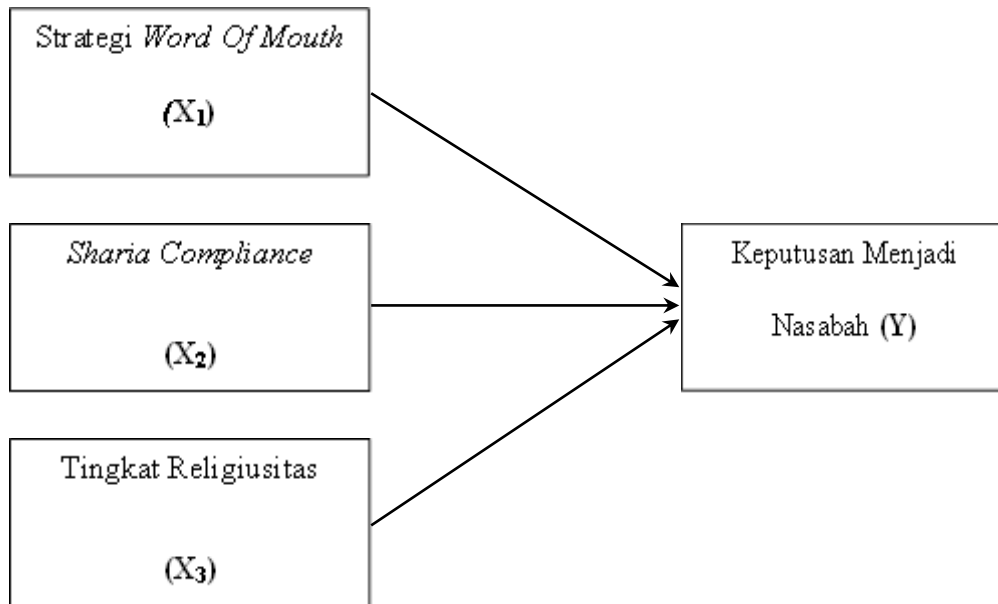 Strategi Word Of Mouth
(X1)
Sharia Compliance
(X2)
Tingkat Religiusitas
(X3)
Keputusan Menjadi
Nasabah (Y)